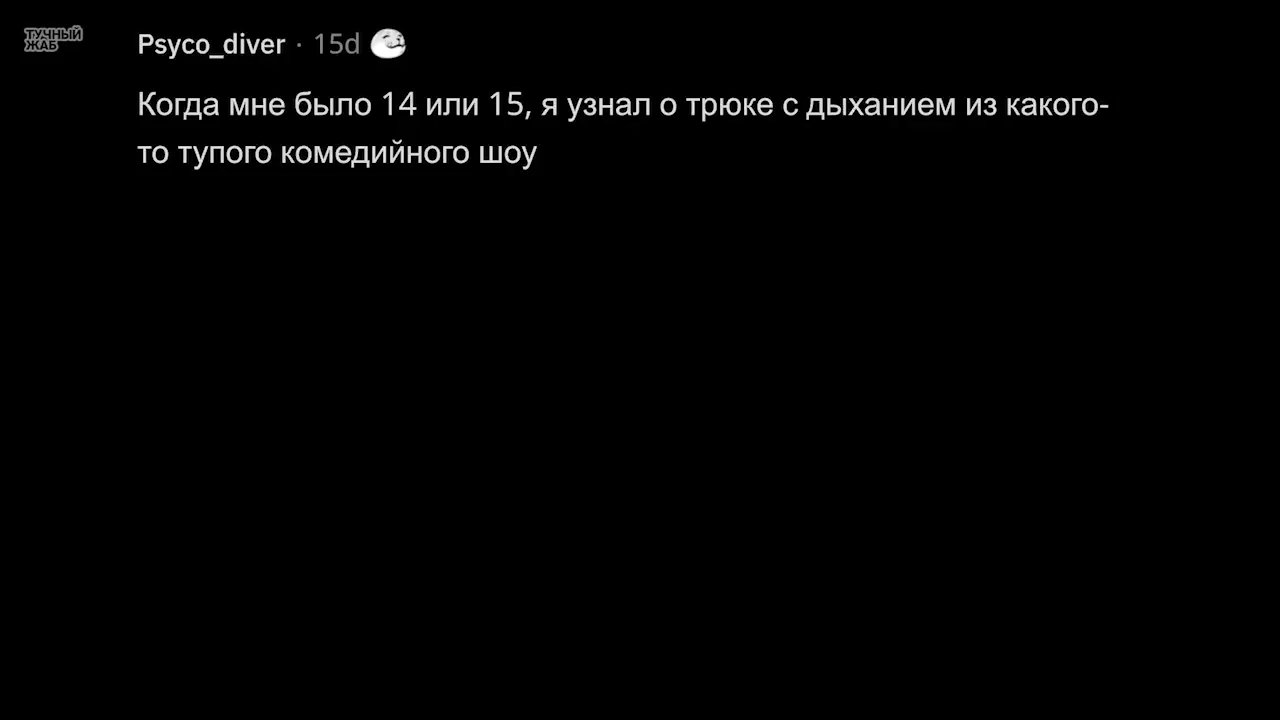 ТУЧНЫЙ
ЖАБ
Psyco_diver · 15d
Когда мне было 14 или 15, я узнал о трюке с дыханием из какого-
то тупого комедийного шоу